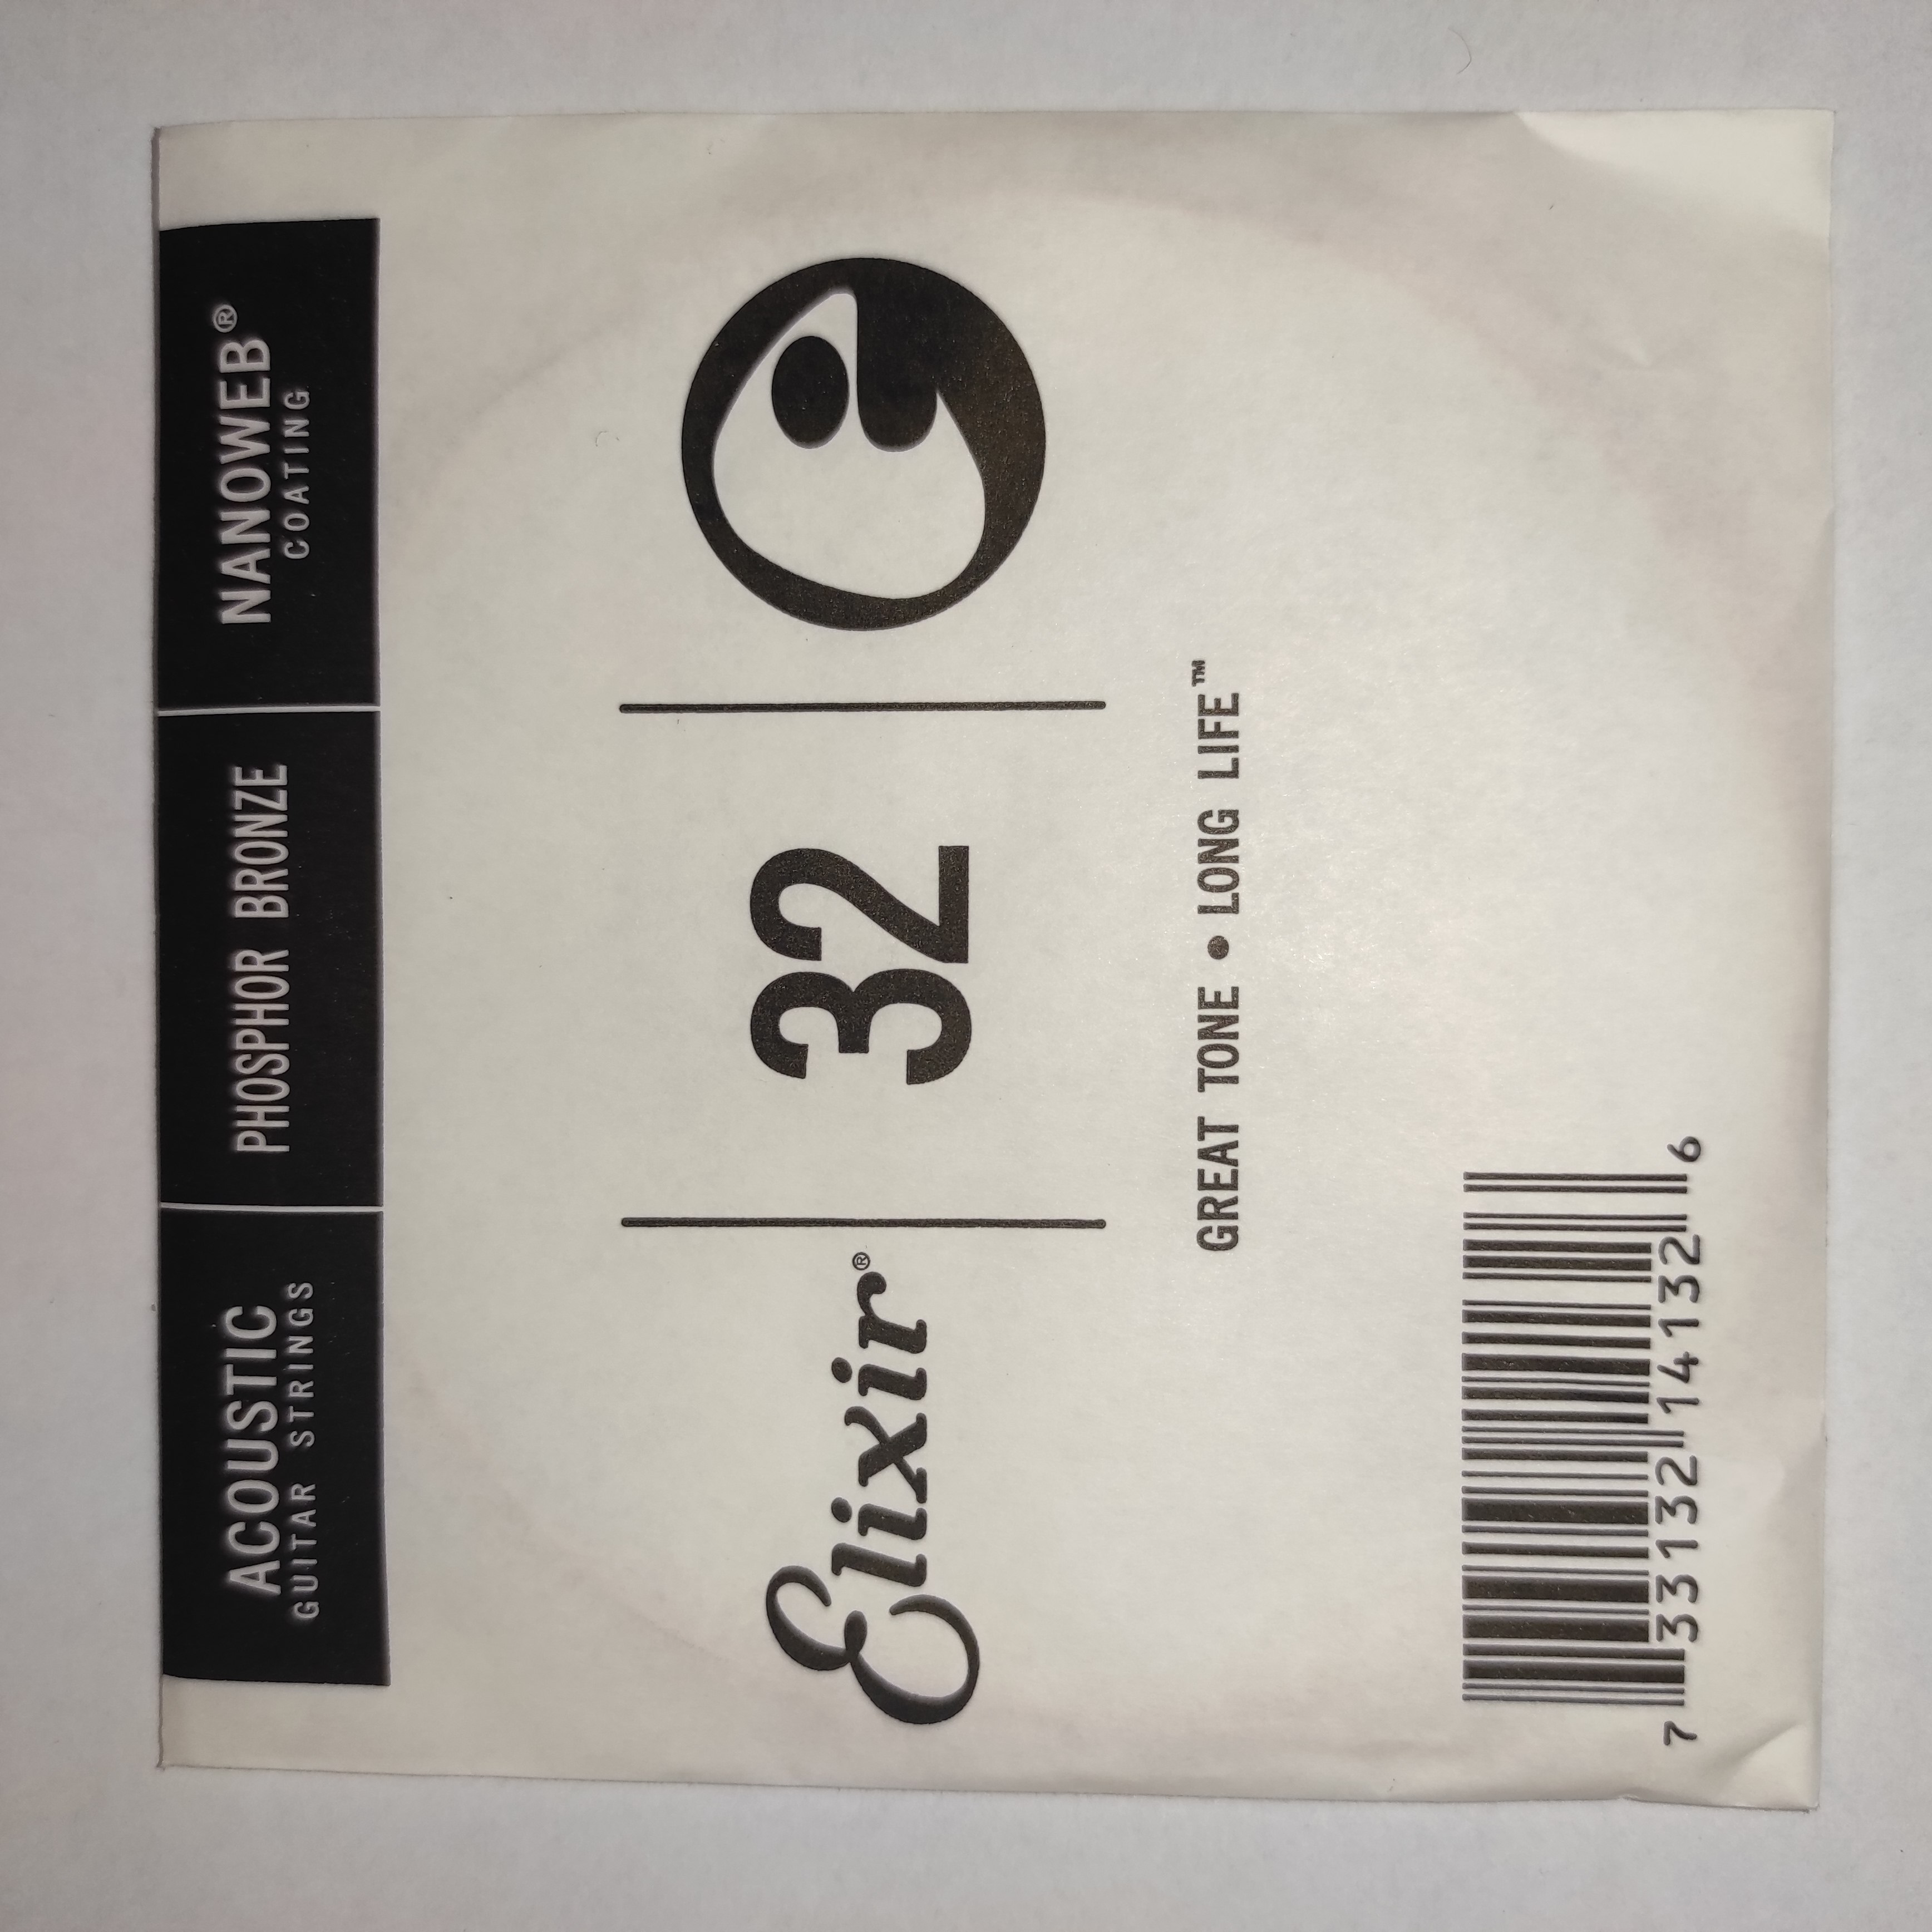 ACOUSTIC
GUITAR STRINGS
PHOSPHOR BRONZE
NANOWEB®
COATING
Elixir®
32
GREAT TONE • LONG LIFE™
7 33132 14132 6